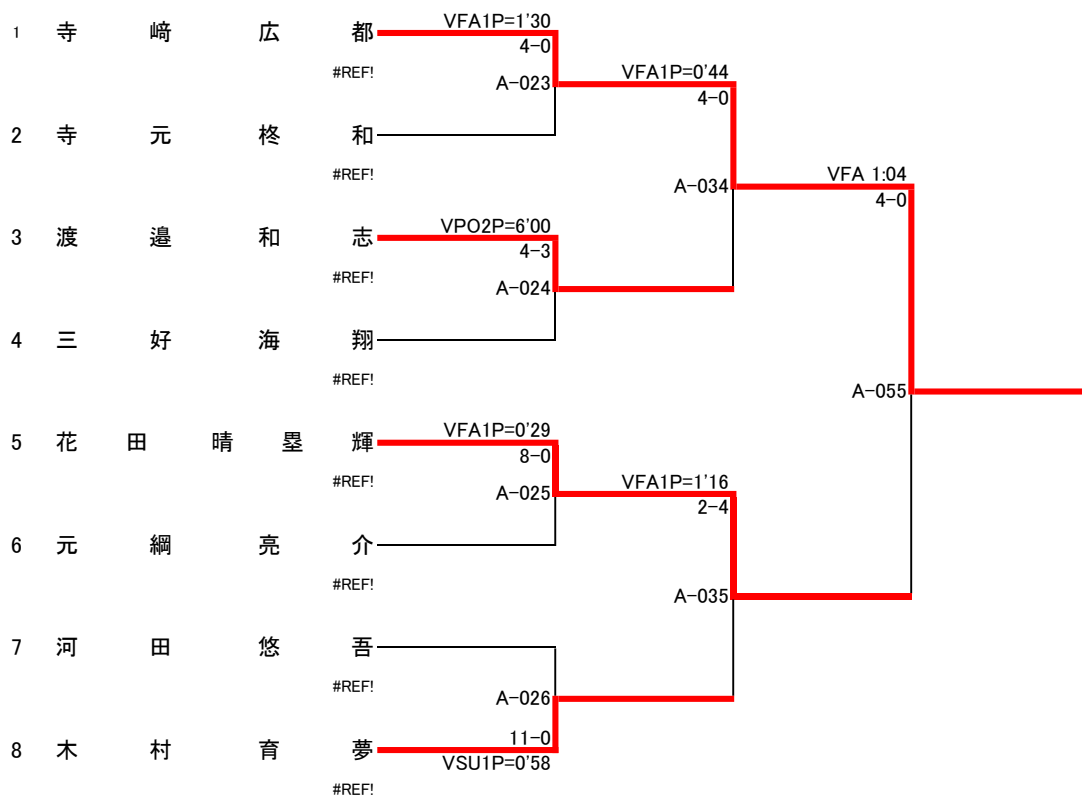 VFA1P=1'30
1 寺 﨑 広 都
4-0
#REF!
A-023
VFA1P=0'44
4-0
2 寺 元 柊 和
#REF!
A-034
VFA 1:04
4-0
3 渡 邉 和 志
VPO2P=6'00
4-3
#REF!
A-024
4 三 好 海 翔
#REF!
A-055
5 花 田 晴 塁 輝
VFA1P=0'29
8-0
#REF!
A-025
VFA1P=1'16
2-4
6 元 綱 亮 介
#REF!
A-035
7 河 田 悠 吾
#REF!
A-026
11-0
8 木 村 育 夢
VSU1P=0'58
#REF!